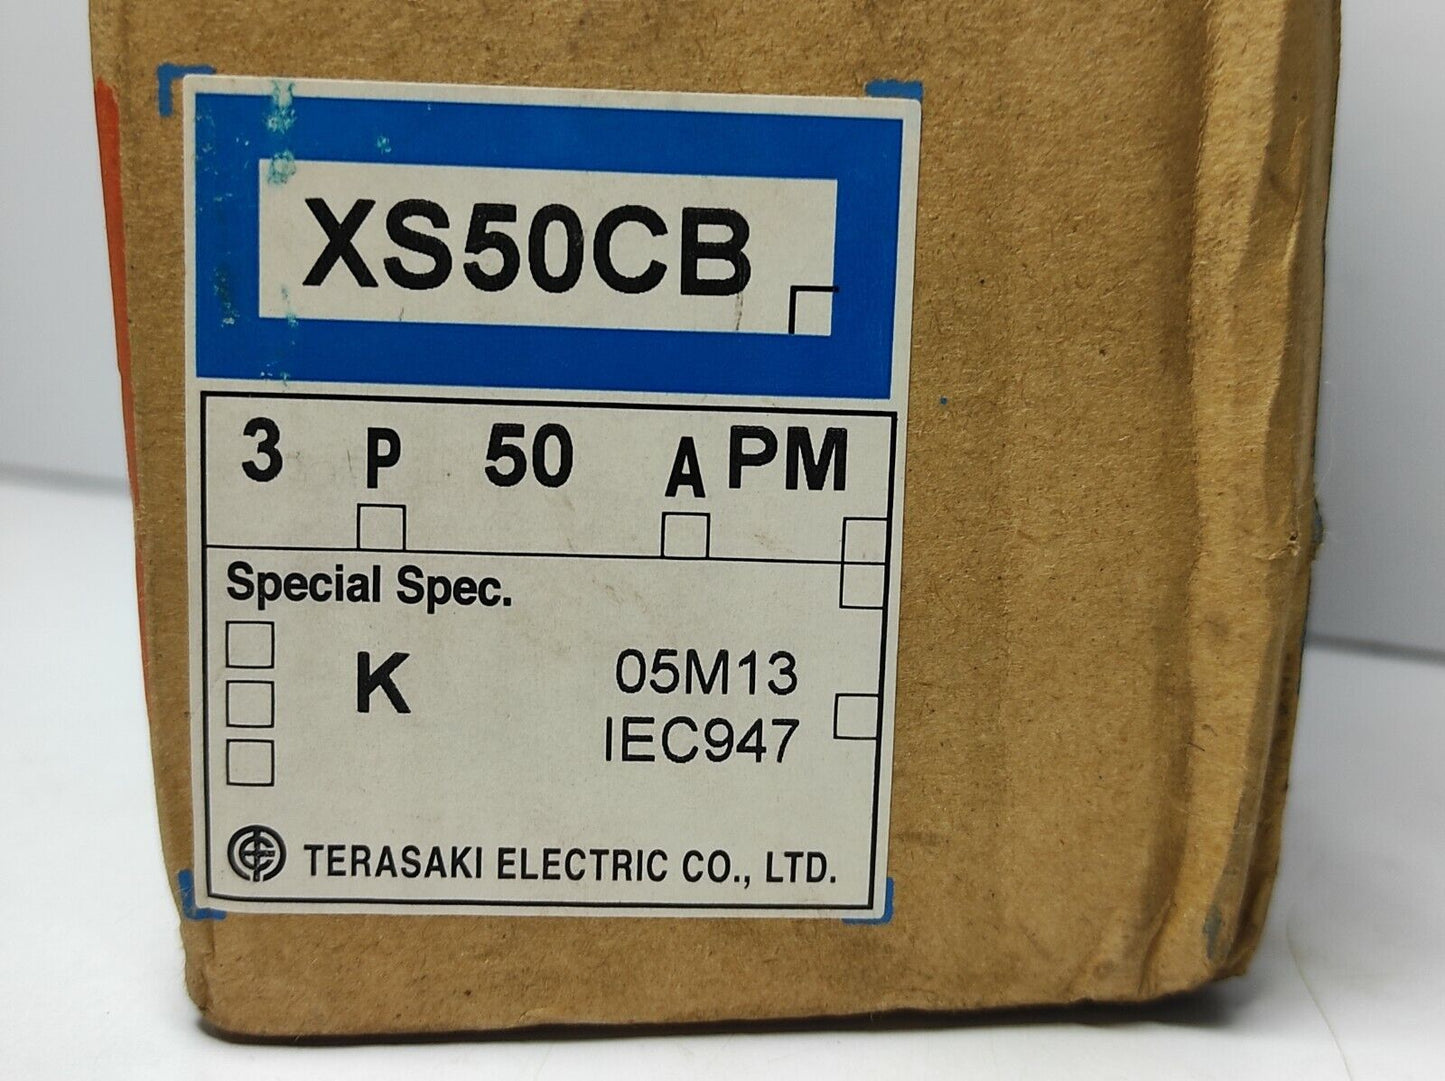 XS50CB
3 P 50 A PM
Special Spec.
K 05M13
IEC947
TERASAKI ELECTRIC CO., LTD.